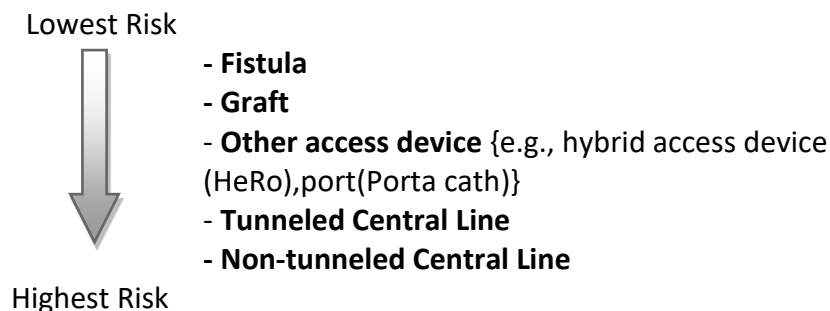 Lowest Risk
- Fistula
- Graft
- Other access device {e.g., hybrid access device
(HeRo),port(Porta cath)}
- Tunneled Central Line
- Non-tunneled Central Line
Highest Risk